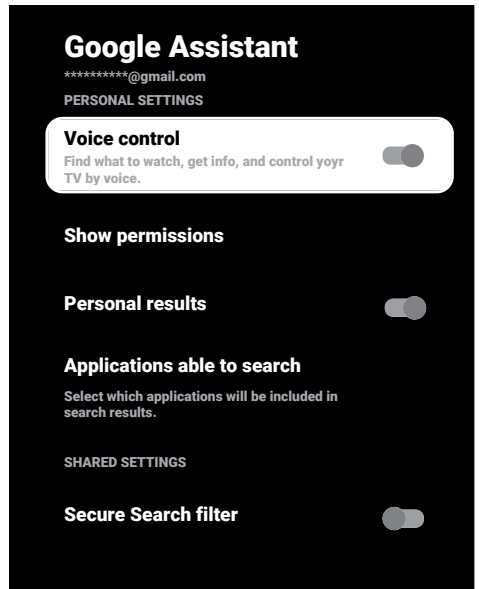 Google Assistant
**********@gmail.com
PERSONAL SETTINGS
Voice control
Find what to watch, get info, and control yoyr
TV by voice.
Show permissions
Personal results
Applications able to search
Select which applications will be included in
search results.
SHARED SETTINGS
Secure Search filter